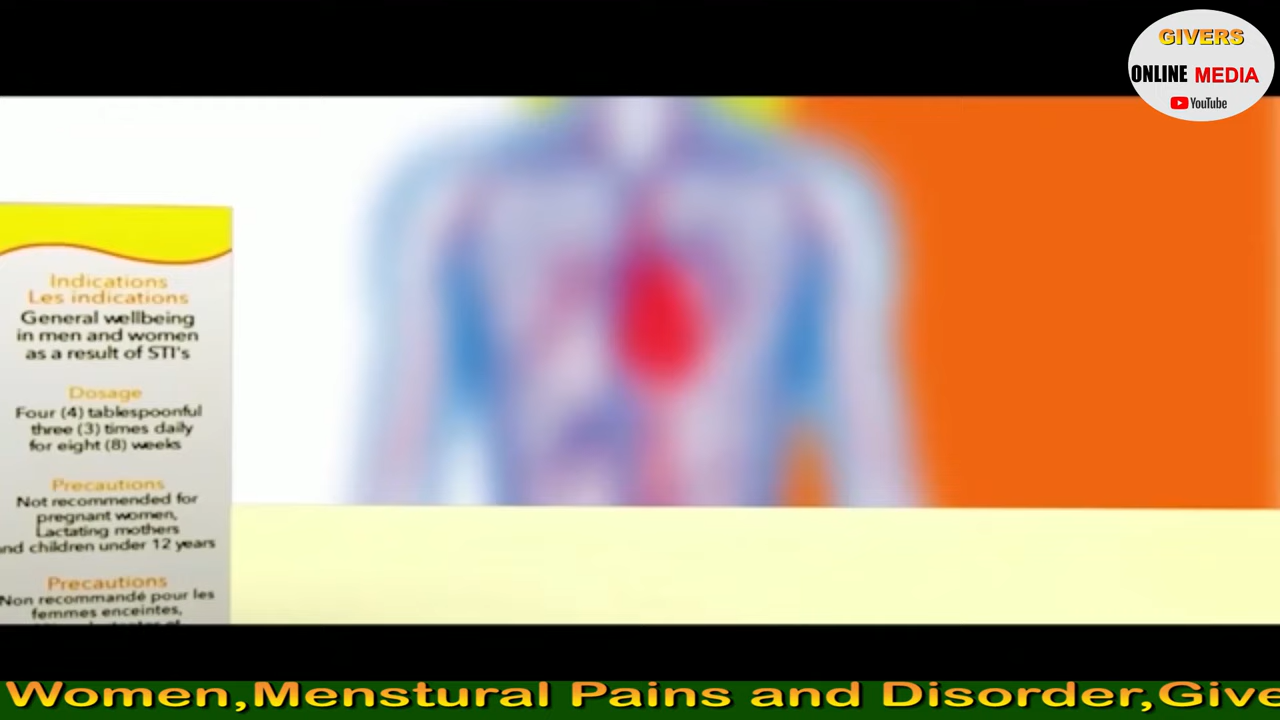 GIVERS
ONLINE MEDIA
YouTube
Indications
Les indications
General wellbeing
in men and women
as a result of STI's
Dosage
Four (4) tablespoonful
three (3) times daily
for eight (8) weeks
Precautions
Not recommended for
pregnant women,
Lactating mothers
children under 12 years
Precautions
Non recommandé pour les
femmes enceintes,
Women,Menstural Pains and Disorder,Give